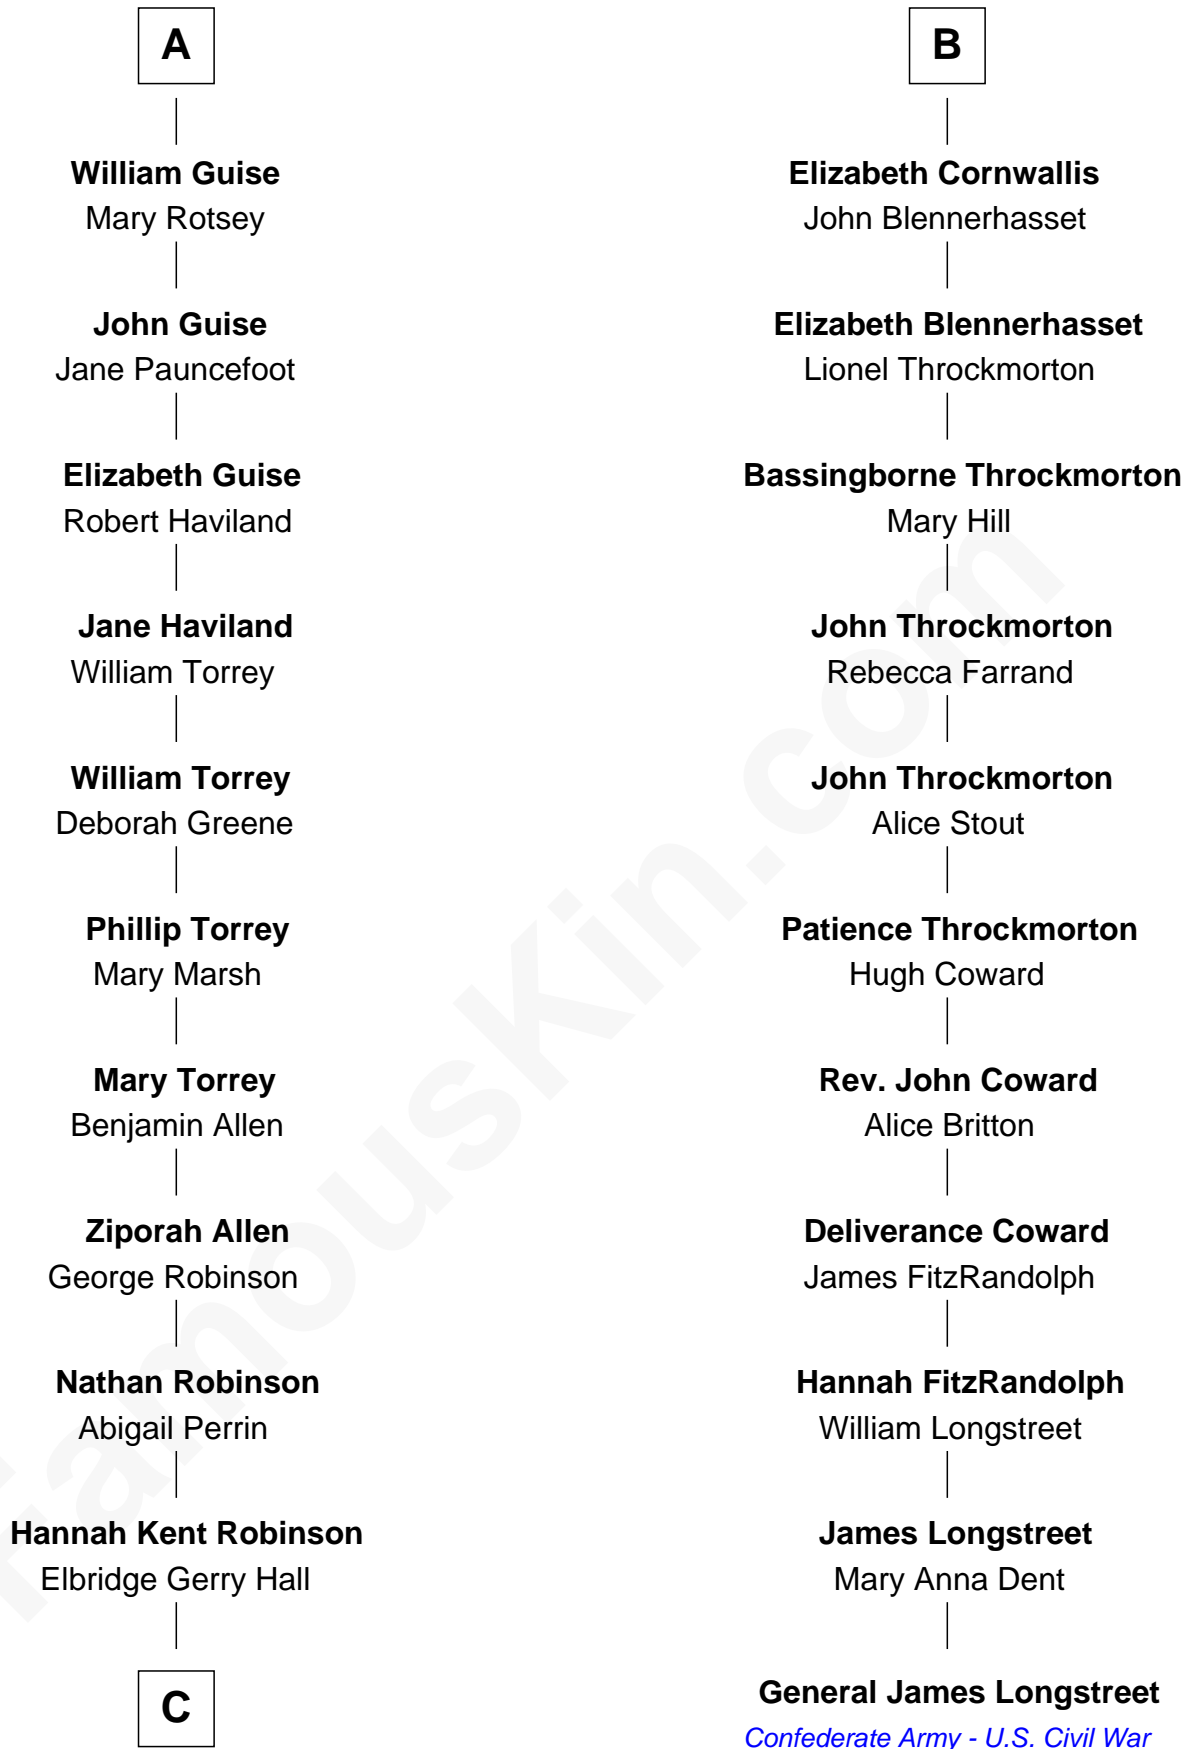 A
William Guise
Mary Rotsey
John Guise
Jane Pauncefoot
Elizabeth Guise
Robert Haviland
Jane Haviland
William Torrey
William Torrey
Deborah Greene
Phillip Torrey
Mary Marsh
Mary Torrey
Benjamin Allen
Ziporah Allen
George Robinson
Nathan Robinson
Abigail Perrin
Hannah Kent Robinson
Elbridge Gerry Hall
C
B
Elizabeth Cornwallis
John Blennerhasset
Elizabeth Blennerhasset
Lionel Throckmorton
Bassingborne Throckmorton
Mary Hill
John Throckmorton
Rebecca Farrand
John Throckmorton
Alice Stout
Patience Throckmorton
Hugh Coward
Rev. John Coward
Alice Britton
Deliverance Coward
James FitzRandolph
Hannah FitzRandolph
William Longstreet
James Longstreet
Mary Anna Dent
General James Longstreet
Confederate Army - U.S. Civil War
FamousKin.com